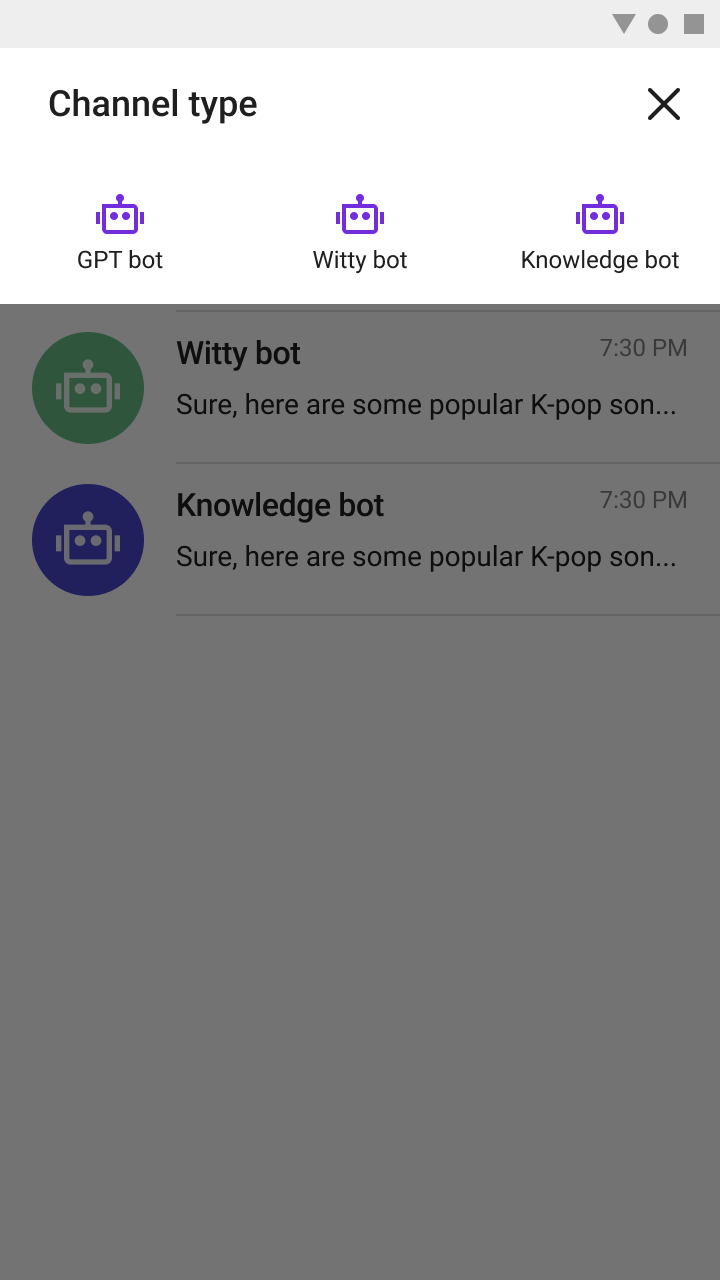 Channel type
GPT bot
Witty bot
Knowledge bot
Witty bot
7:30 PM
Sure, here are some popular K-pop son...
Knowledge bot
7:30 PM
Sure, here are some popular K-pop son...